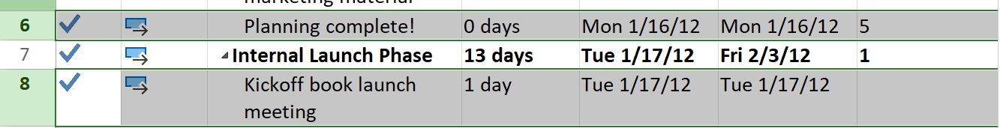 marketing material
6 Planning complete! 0 days Mon 1/16/12 Mon 1/16/12 5
7 Internal Launch Phase 13 days Tue 1/17/12 Fri 2/3/12 1
8 Kickoff book launch 1 day Tue 1/17/12 Tue 1/17/12
meeting